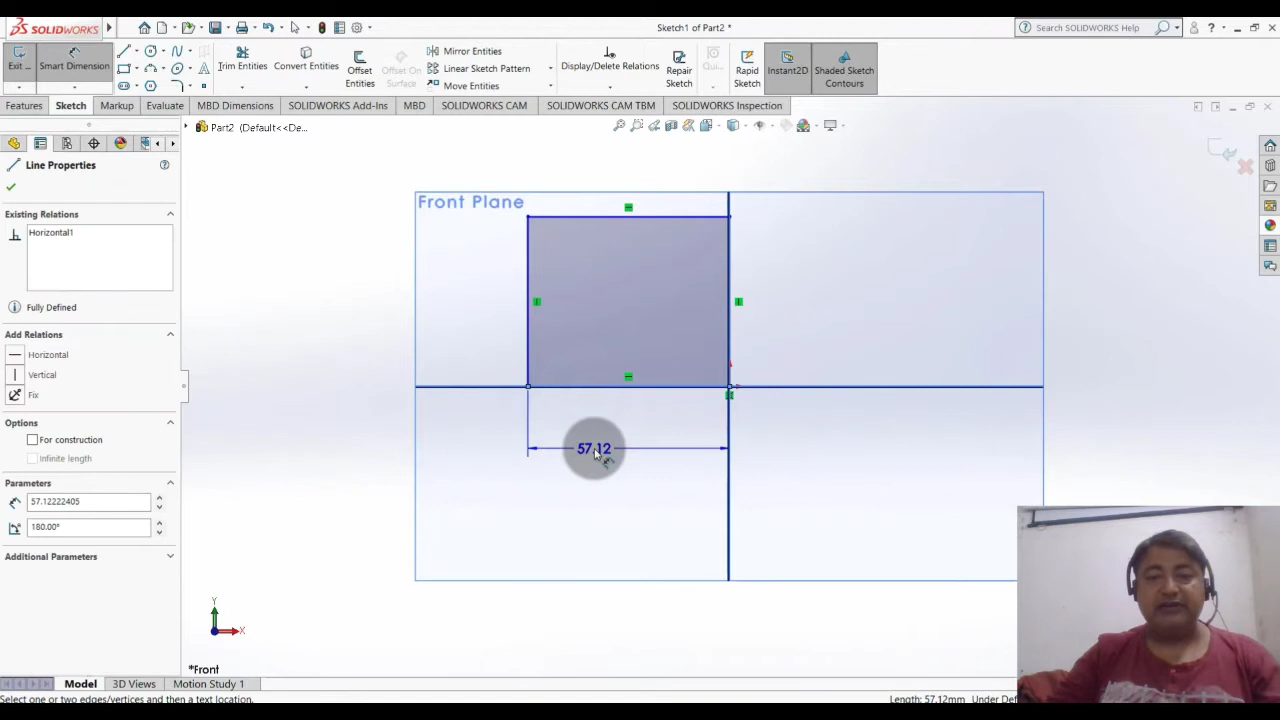 SOLIDWORKS
Sketch1 of Part2 *
Search SOLIDWORKS Help
Exit ...
Smart Dimension
Trim Entities
Convert Entities
Offset Entities
Offset On Surface
Mirror Entities
Linear Sketch Pattern
Move Entities
Display/Delete Relations
Repair Sketch
Qui...
Rapid Sketch
Instant2D
Shaded Sketch Contours
Features
Sketch
Markup
Evaluate
MBD Dimensions
SOLIDWORKS Add-Ins
MBD
SOLIDWORKS CAM
SOLIDWORKS CAM TBM
SOLIDWORKS Inspection
Part2 (Default<<De...
Line Properties
Existing Relations
Horizontal1
Fully Defined
Add Relations
Horizontal
Vertical
Fix
Options
For construction
Infinite length
Parameters
57.12222405
180.00°
Additional Parameters
Front Plane
57.12
Y
X
*Front
Model
3D Views
Motion Study 1
Select one or two edges/vertices and then a text location.
Length: 57.12mm
Under Def